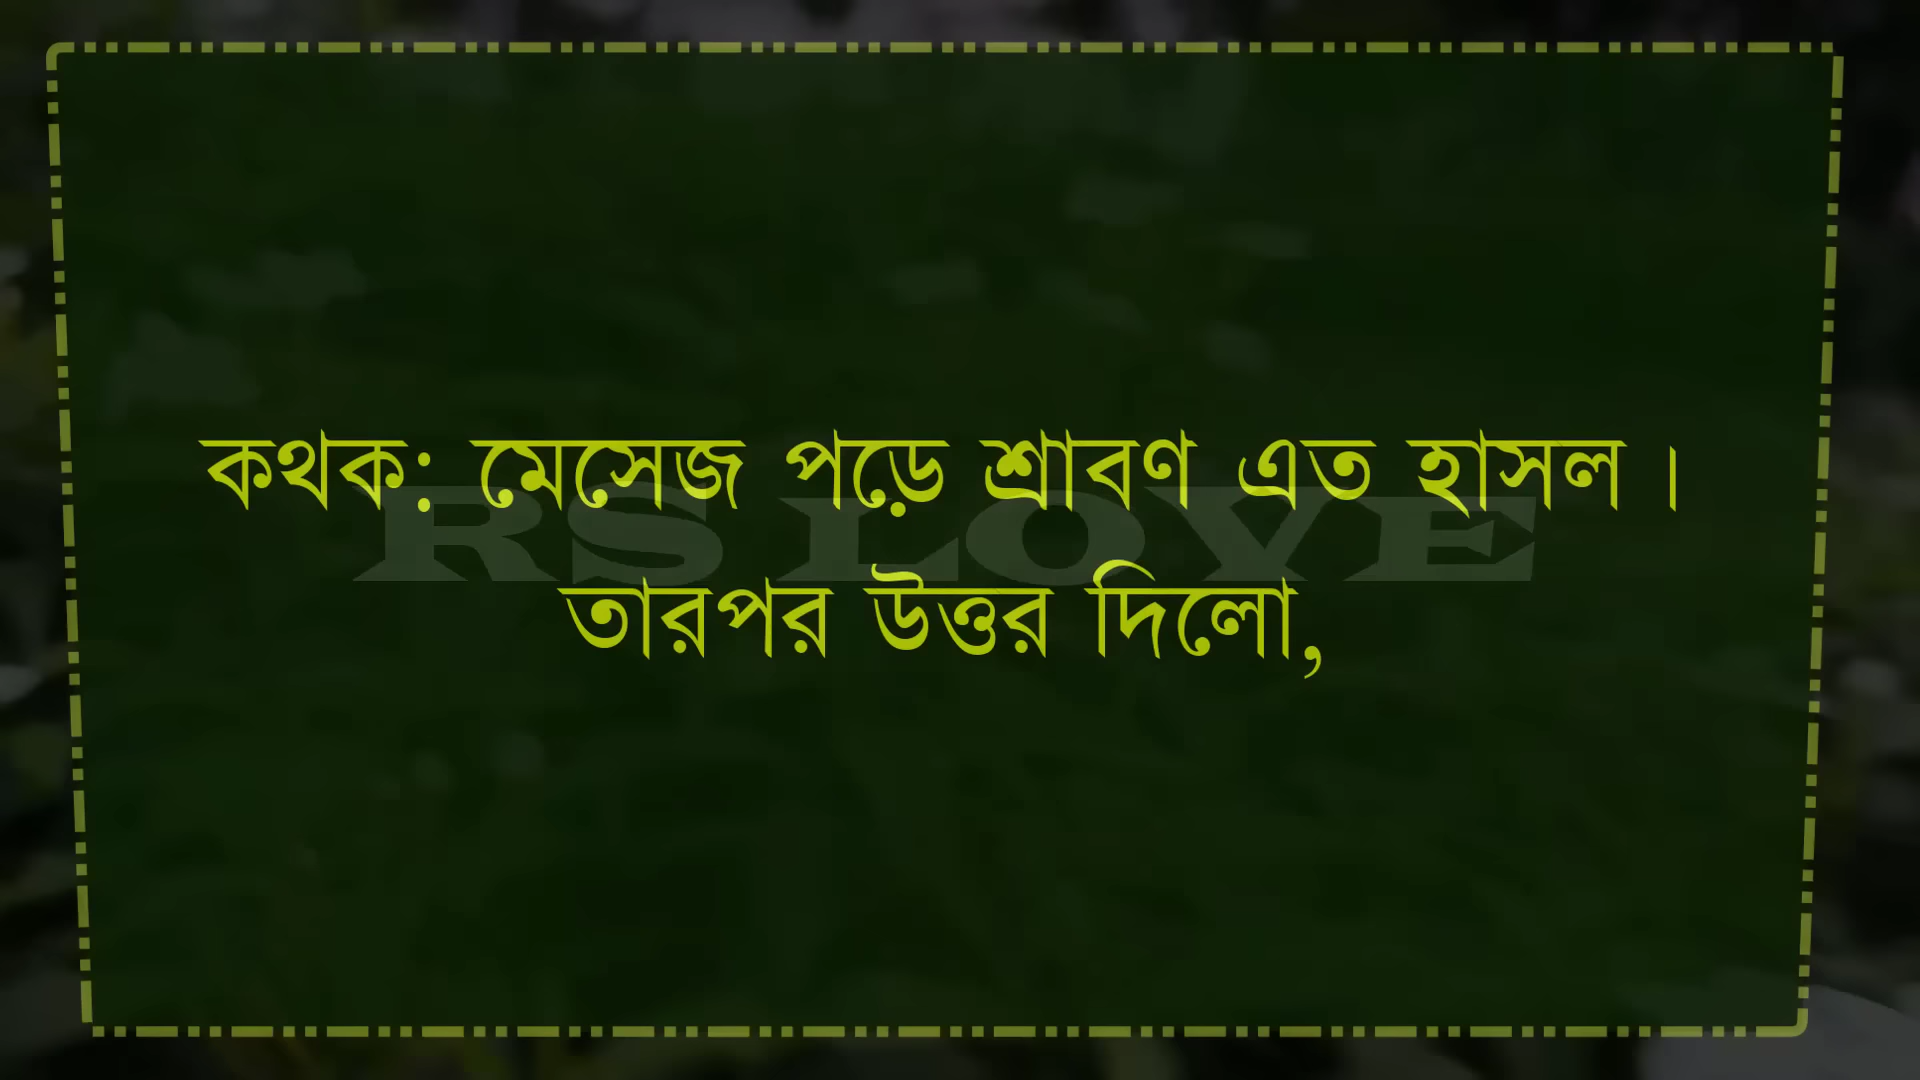 কথক: মেসেজ পড়ে শ্রাবণ এত হাসল।
RS LOVE
তারপর উত্তর দিলো,